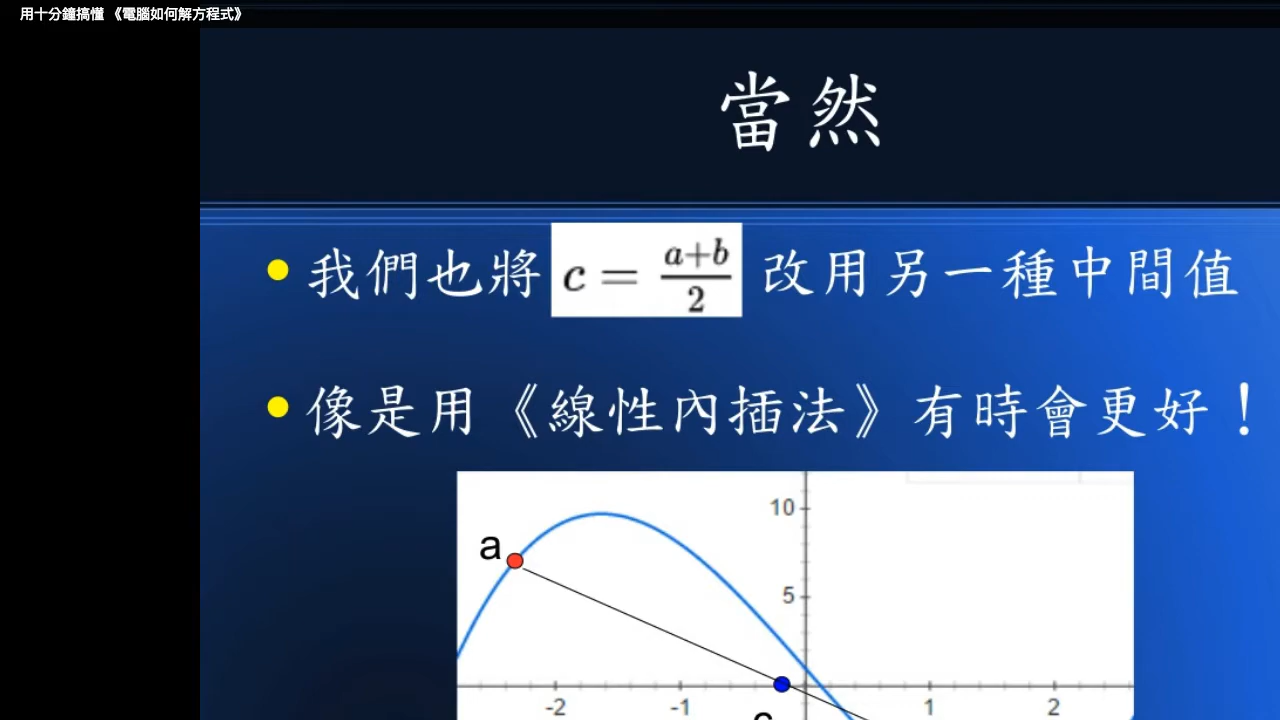 用十分鐘搞懂 《電腦如何解方程式》
當然
我們也將 c = a+b/2 改用另一種中間值
像是用《線性內插法》有時會更好！
10
a
5
-2 -1 1 2